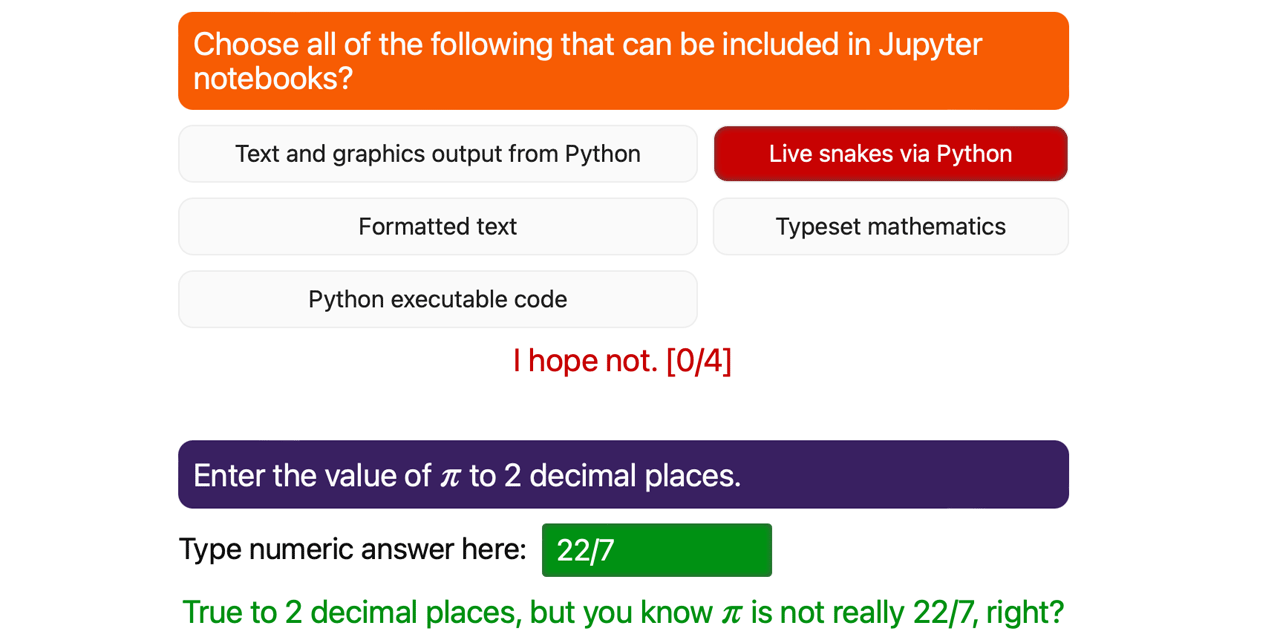 Choose all of the following that can be included in Jupyter
notebooks?
Text and graphics output from Python
Live snakes via Python
Formatted text
Typeset mathematics
Python executable code
I hope not. [0/4]
Enter the value of π to 2 decimal places.
Type numeric answer here: 22/7
True to 2 decimal places, but you know π is not really 22/7, right?